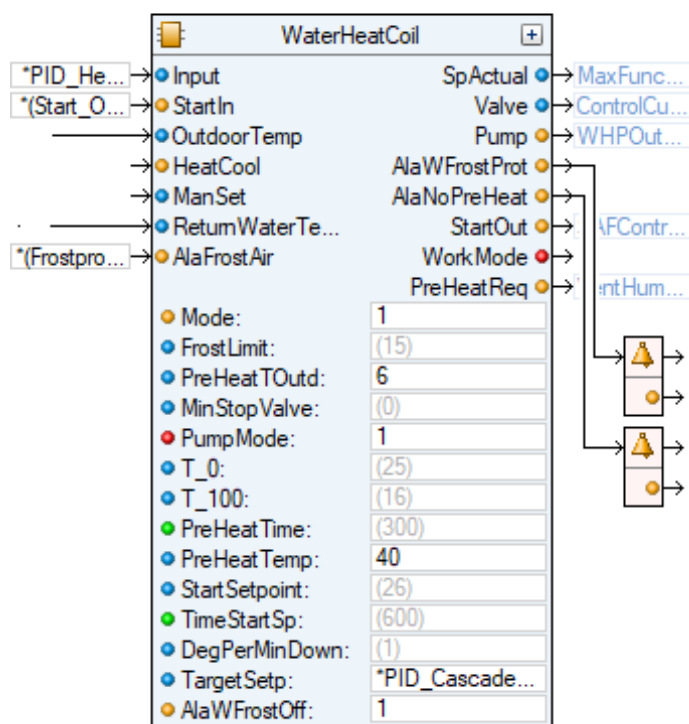 WaterHeatCoil
*PID_He... Input SpActual MaxFunc...
*(Start_O... StartIn Valve ControlCu...
OutdoorTemp Pump WHPOut...
HeatCool AlaWFrostProt
ManSet AlaNoPreHeat
ReturnWaterTe... StartOut AFContr...
*(Frostpro... AlaFrostAir WorkMode
PreHeatReq entHum...
Mode: 1
FrostLimit: (15)
PreHeatTOutd: 6
MinStopValve: (0)
PumpMode: 1
T_0: (25)
T_100: (16)
PreHeatTime: (300)
PreHeatTemp: 40
StartSetpoint: (26)
TimeStartSp: (600)
DegPerMinDown: (1)
TargetSetp: *PID_Cascade...
AlaWFrostOff: 1